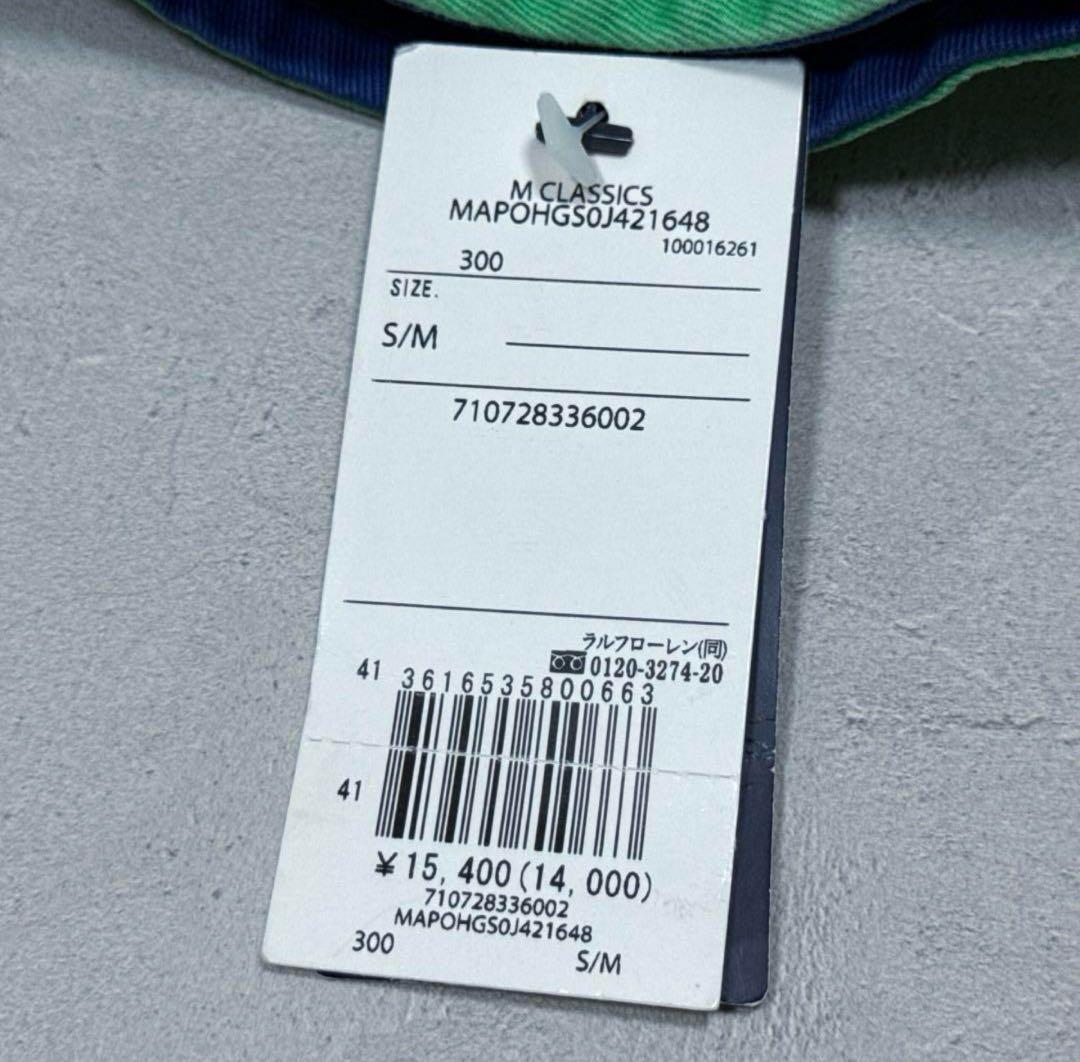 M CLASSICS
MAPOHGS0J421648
100016261
300
SIZE.
S/M
710728336002
ラルフローレン(同)
0120-3274-20
41 3616535800663
41
¥15,400(14,000)
710728336002
MAPOHGS0J421648
300 S/M